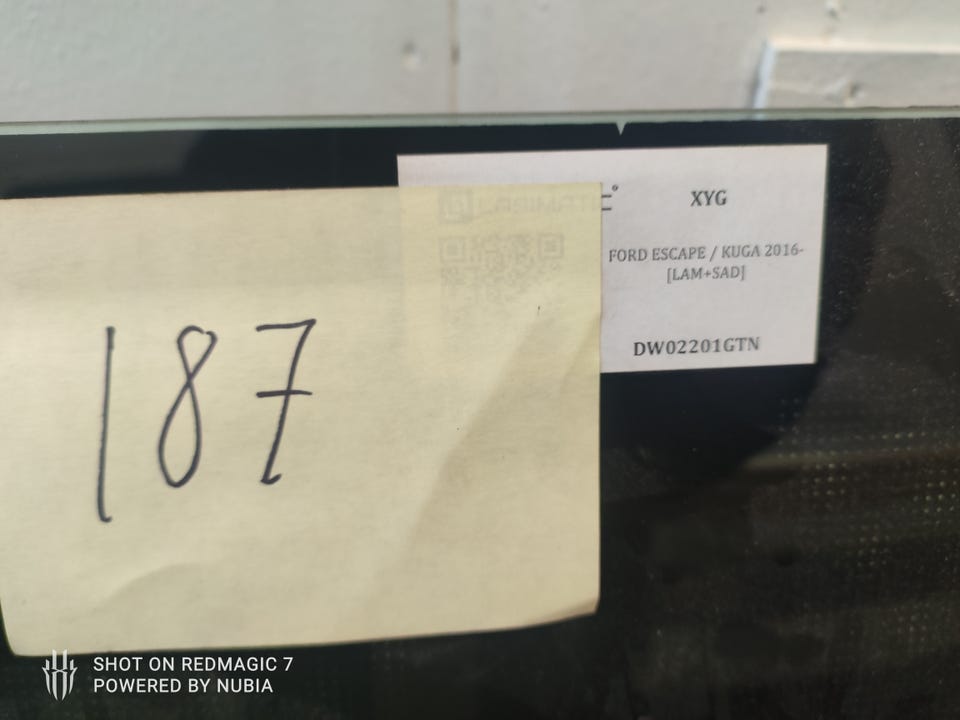 XYG
FORD ESCAPE / KUGA 2016-
[LAM+SAD]
DW02201GTN
187
SHOT ON REDMAGIC 7
POWERED BY NUBIA